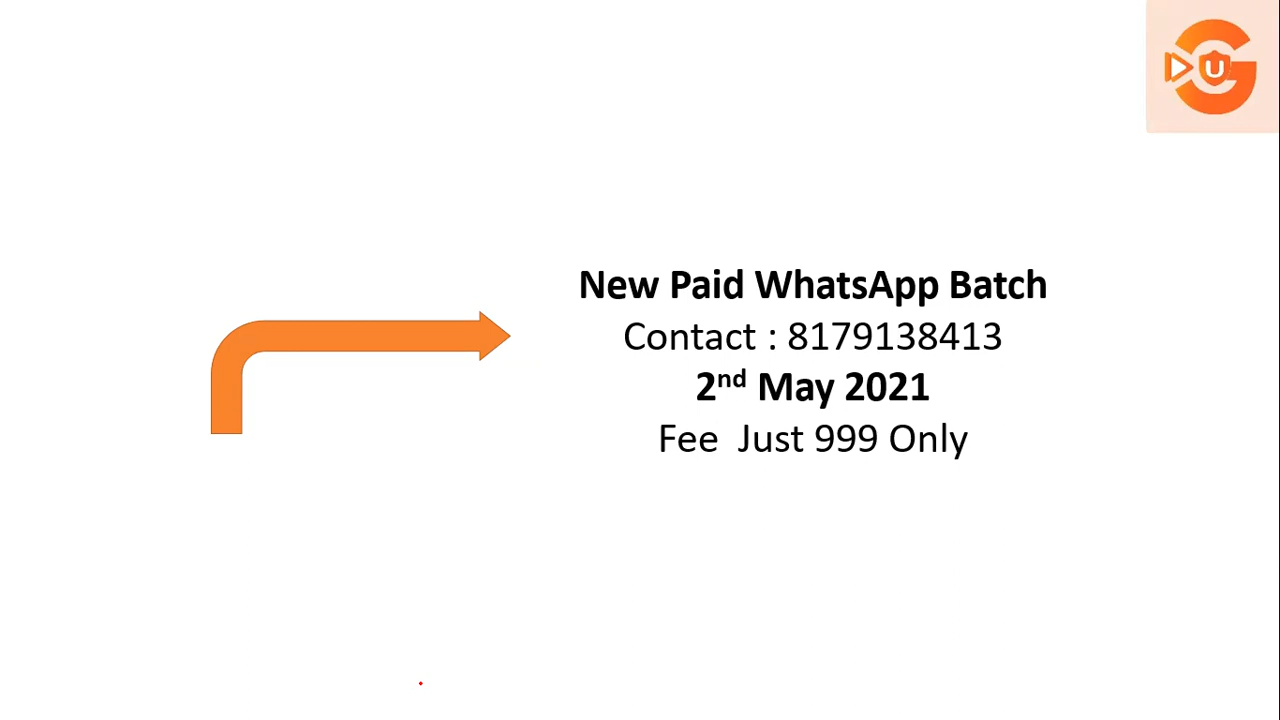 U
New Paid WhatsApp Batch
Contact : 8179138413
2nd May 2021
Fee Just 999 Only